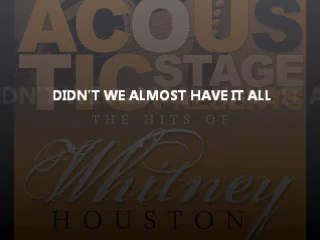 ACOUS
TIC STAGE
DIDN'T WE ALMOST HAVE IT ALL
THE HITS OF
Whitney
HOUSTON